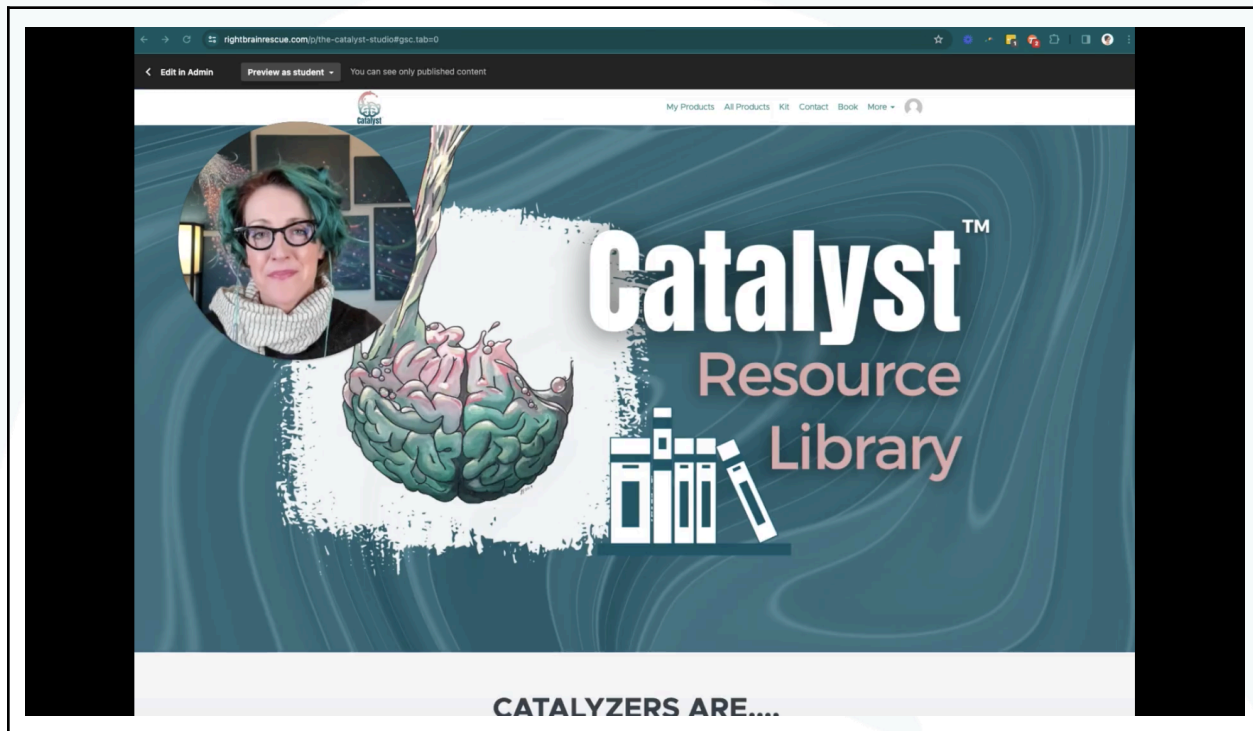 rightbrainrescue.com/p/the-catalyst-studio#gsc.tab=0
Edit in Admin Preview as student You can see only published content
Catalyst My Products All Products Kit Contact Book More
Catalyst™
Resource
Library
CATALYZERS ARE....